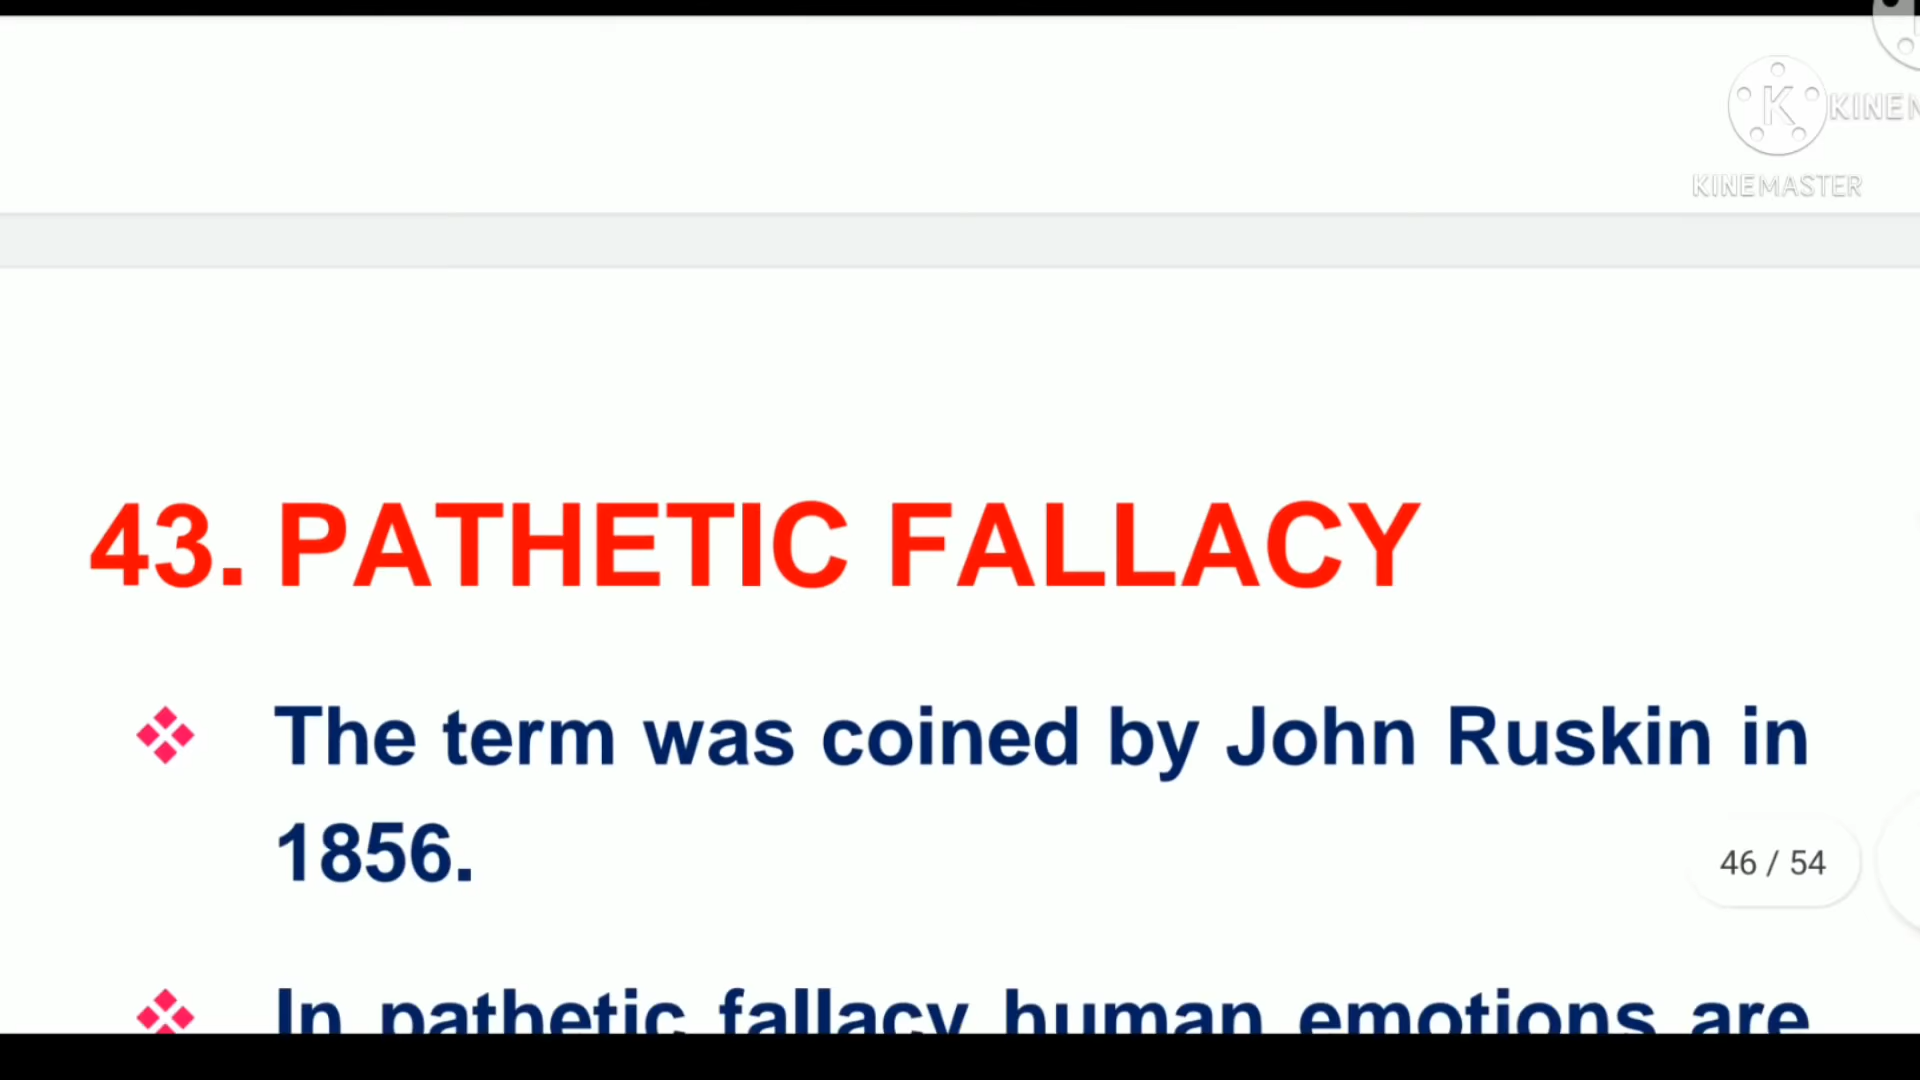 K KINEM
KINEMASTER
43. PATHETIC FALLACY
❖ The term was coined by John Ruskin in
1856.
46 / 54
❖ In pathetic fallacy human emotions are